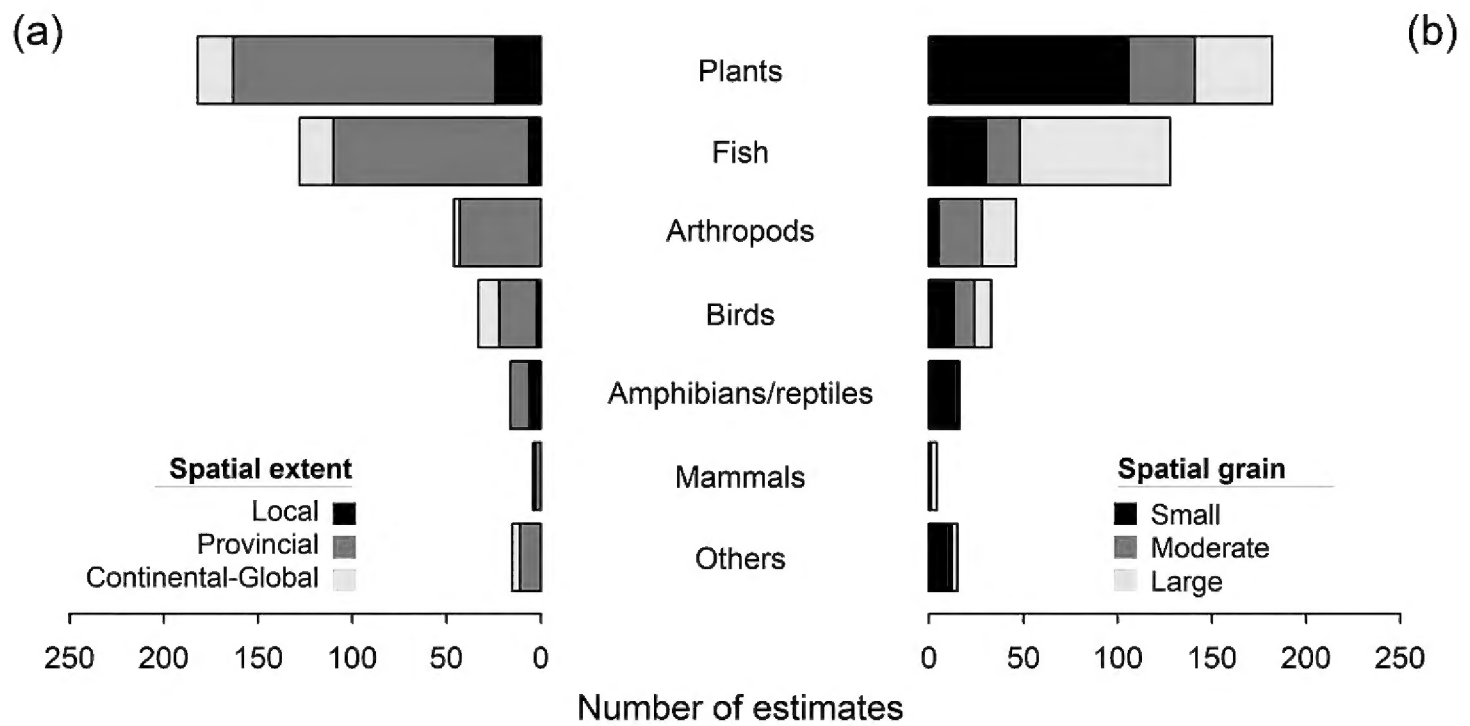 (a)
(b)
Plants
Fish
Arthropods
Birds
Amphibians/reptiles
Mammals
Others
Spatial extent
Local
Provincial
Continental-Global
Spatial grain
Small
Moderate
Large
250 200 150 100 50 0
0 50 100 150 200 250
Number of estimates